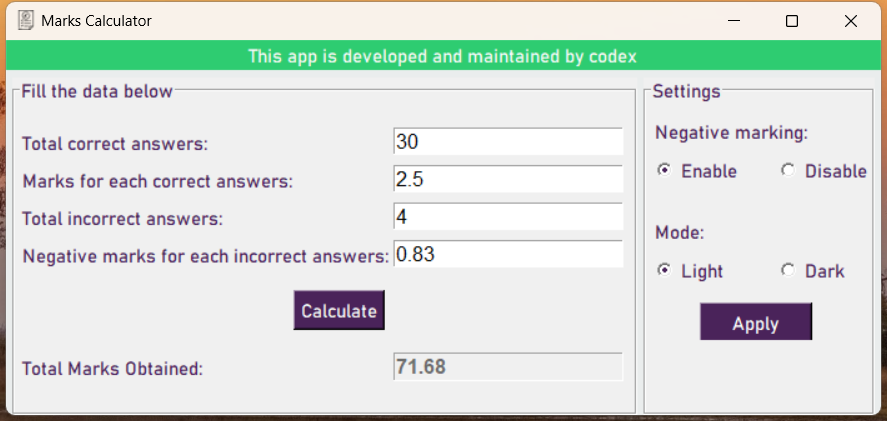 Marks Calculator
This app is developed and maintained by codex
Fill the data below
Total correct answers: 30
Marks for each correct answers: 2.5
Total incorrect answers: 4
Negative marks for each incorrect answers: 0.83
Calculate
Total Marks Obtained: 71.68
Settings
Negative marking:
Enable Disable
Mode:
Light Dark
Apply